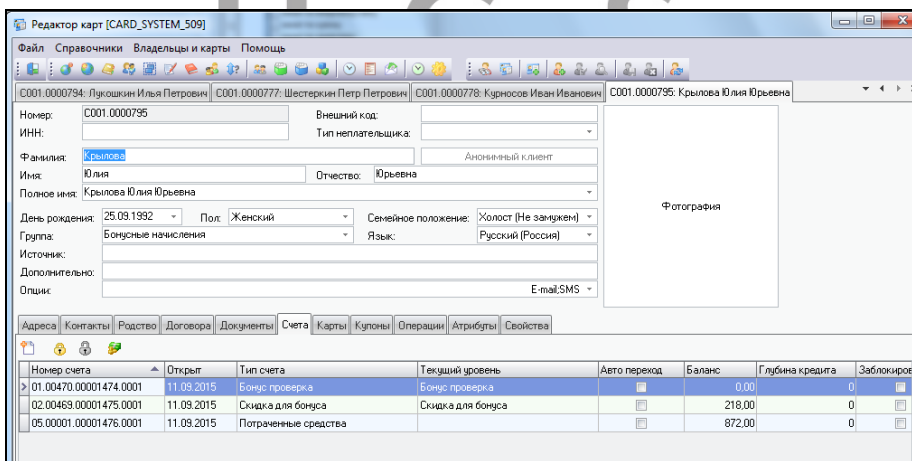 Редактор карт [CARD_SYSTEM_509]
Файл Справочники Владельцы и карты Помощь
C001.0000794: Лукошкин Илья Петрович C001.0000777: Шестеркин Петр Петрович C001.0000778: Курносов Иван Иванович C001.0000795: Крылова Юлия Юрьевна
Номер: C001.0000795 Внешний код:
ИНН: Тип неплательщика:
Фамилия: Крылова Анонимный клиент
Имя: Юлия Отчество: Юрьевна
Полное имя: Крылова Юлия Юрьевна
Фотография
День рождения: 25.09.1992 Пол: Женский Семейное положение: Холост (Не замужем)
Группа: Бонусные начисления Язык: Русский (Россия)
Источник:
Дополнительно:
Опции: E-mail;SMS
Адреса Контакты Родство Договора Документы Счета Карты Купоны Операции Атрибуты Свойства
Номер счета Открыт Тип счета Текущий уровень Авто переход Баланс Глубина кредита Заблокиров
01.00470.00001474.0001 11.09.2015 Бонус проверка Бонус проверка 0,00 0
02.00469.00001475.0001 11.09.2015 Скидка для бонуса Скидка для бонуса 218,00 0
05.00001.00001476.0001 11.09.2015 Потраченные средства 872,00 0